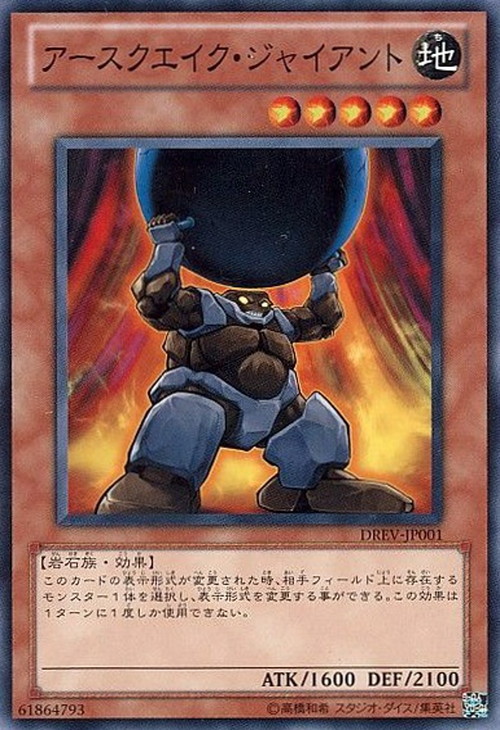 アースクエイク・ジャイアント
地
DREV-JP001
【岩石族・効果】
このカードの表示形式が変更された時、相手フィールド上に存在する
モンスター1体を選択し、表示形式を変更する事ができる。この効果は
1ターンに1度しか使用できない。
ATK/1600 DEF/2100
61864793
©高橋和希 スタジオ・ダイス/集英社